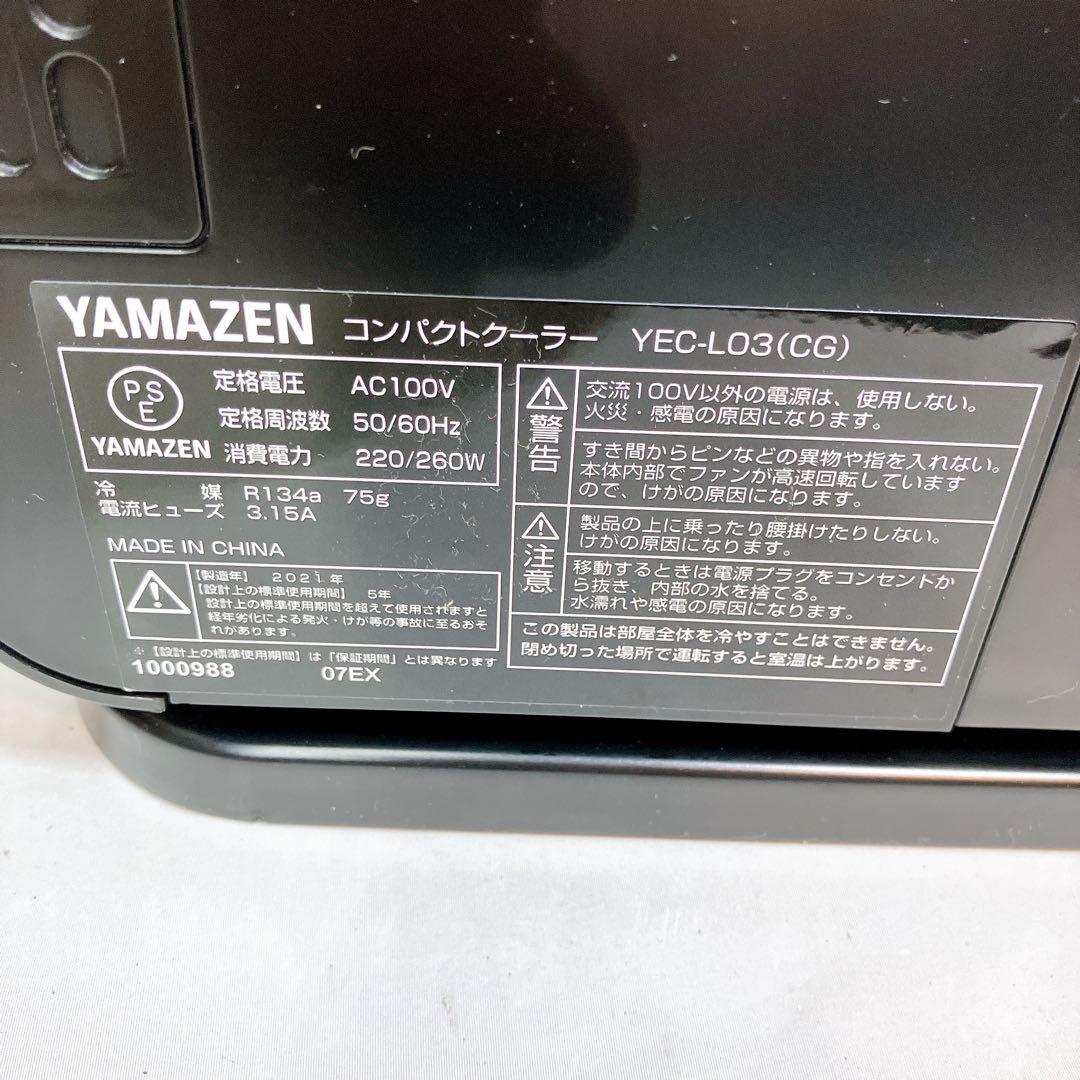 YAMAZEN コンパクトクーラー YEC-L03(CG)
PSE
YAMAZEN
定格電圧 AC100V
定格周波数 50/60Hz
消費電力 220/260W
冷媒 R134a 75g
電流ヒューズ 3.15A
MADE IN CHINA
【製造年】 2021年
【設計上の標準使用期間】 5年
設計上の標準使用期間を超えて使用されますと
経年劣化による発火・けが等の事故に至るおそ
れがあります。
※【設計上の標準使用期間】は「保証期間」とは異なります
1000988 07EX
警告
交流100V以外の電源は、使用しない。
火災・感電の原因になります。
すき間からピンなどの異物や指を入れない。
本体内部でファンが高速回転しています
ので、けがの原因になります。
注意
製品の上に乗ったり腰掛けたりしない。
けがの原因になります。
移動するときは電源プラグをコンセントか
ら抜き、内部の水を捨てる。
水濡れや感電の原因になります。
この製品は部屋全体を冷やすことはできません。
閉め切った場所で運転すると室温は上がります。